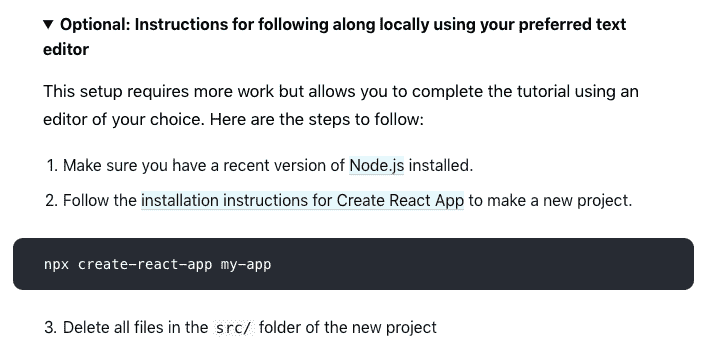 ▼ Optional: Instructions for following along locally using your preferred text
editor
This setup requires more work but allows you to complete the tutorial using an
editor of your choice. Here are the steps to follow:
1. Make sure you have a recent version of Node.js installed.
2. Follow the installation instructions for Create React App to make a new project.
npx create-react-app my-app
3. Delete all files in the src/ folder of the new project